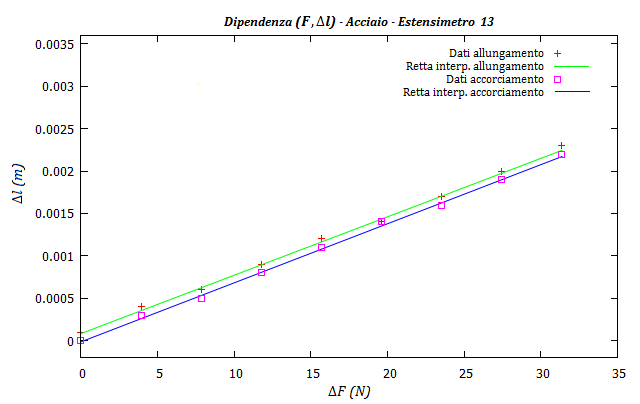 Dipendenza (F, Δl) - Acciaio - Estensimetro 13
0.0035
0.003
0.0025
0.002
0.0015
0.001
0.0005
0
Δl (m)
Dati allungamento
Retta interp. allungamento
Dati accorciamento
Retta interp. accorciamento
0 5 10 15 20 25 30 35
ΔF (N)